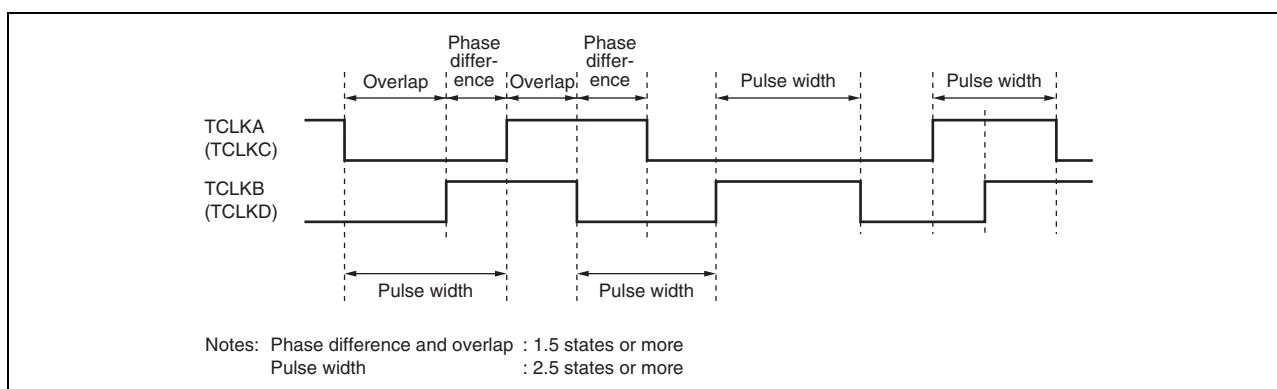 Phase
differ-
ence
Phase
differ-
ence
Overlap
Overlap
Pulse width
Pulse width
TCLKA
(TCLKC)
TCLKB
(TCLKD)
Pulse width
Pulse width
Notes: Phase difference and overlap : 1.5 states or more
Pulse width : 2.5 states or more